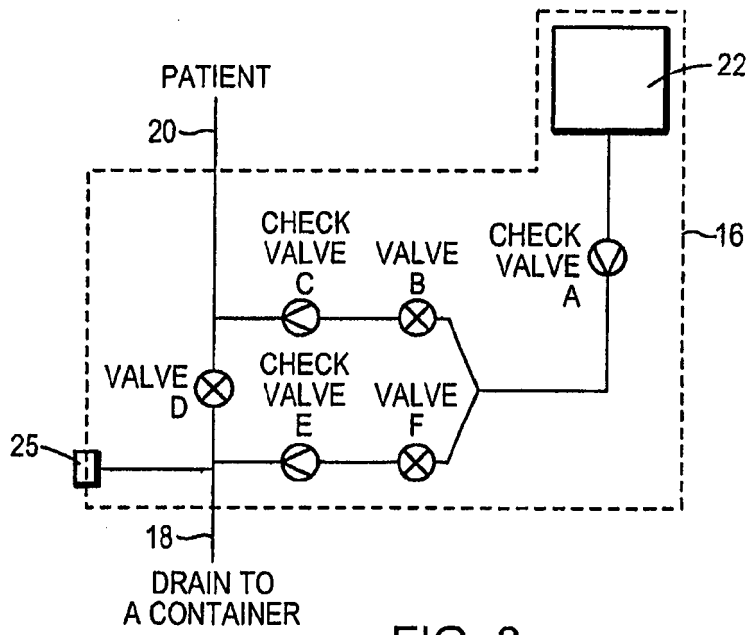 PATIENT
20
22
16
CHECK
VALVE
A
CHECK
VALVE
C
VALVE
B
VALVE
D
CHECK
VALVE
E
VALVE
F
25
18
DRAIN TO
A CONTAINER